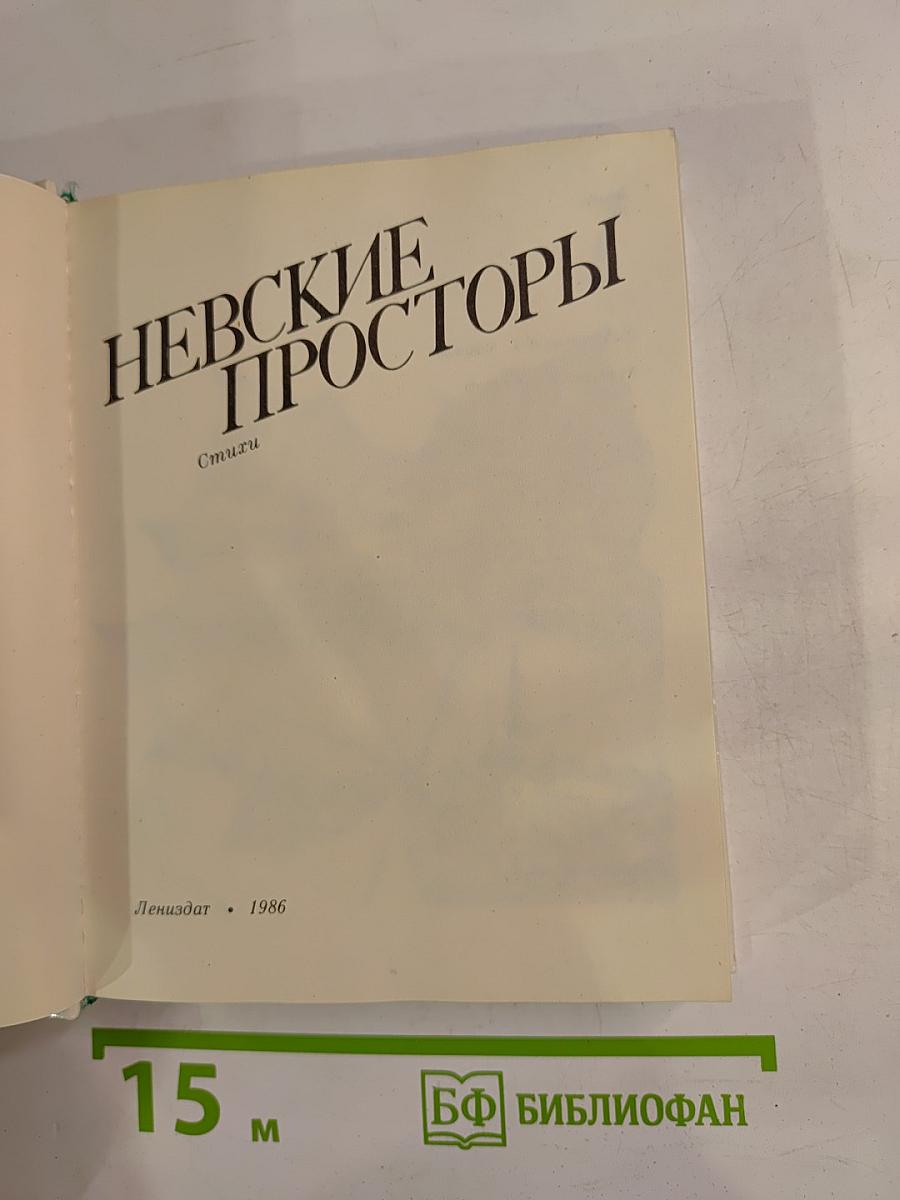 НЕВСКИЕ
ПРОСТОРЫ
Стихи
Лениздат • 1986
15 м
БФ БИБЛИОФАН